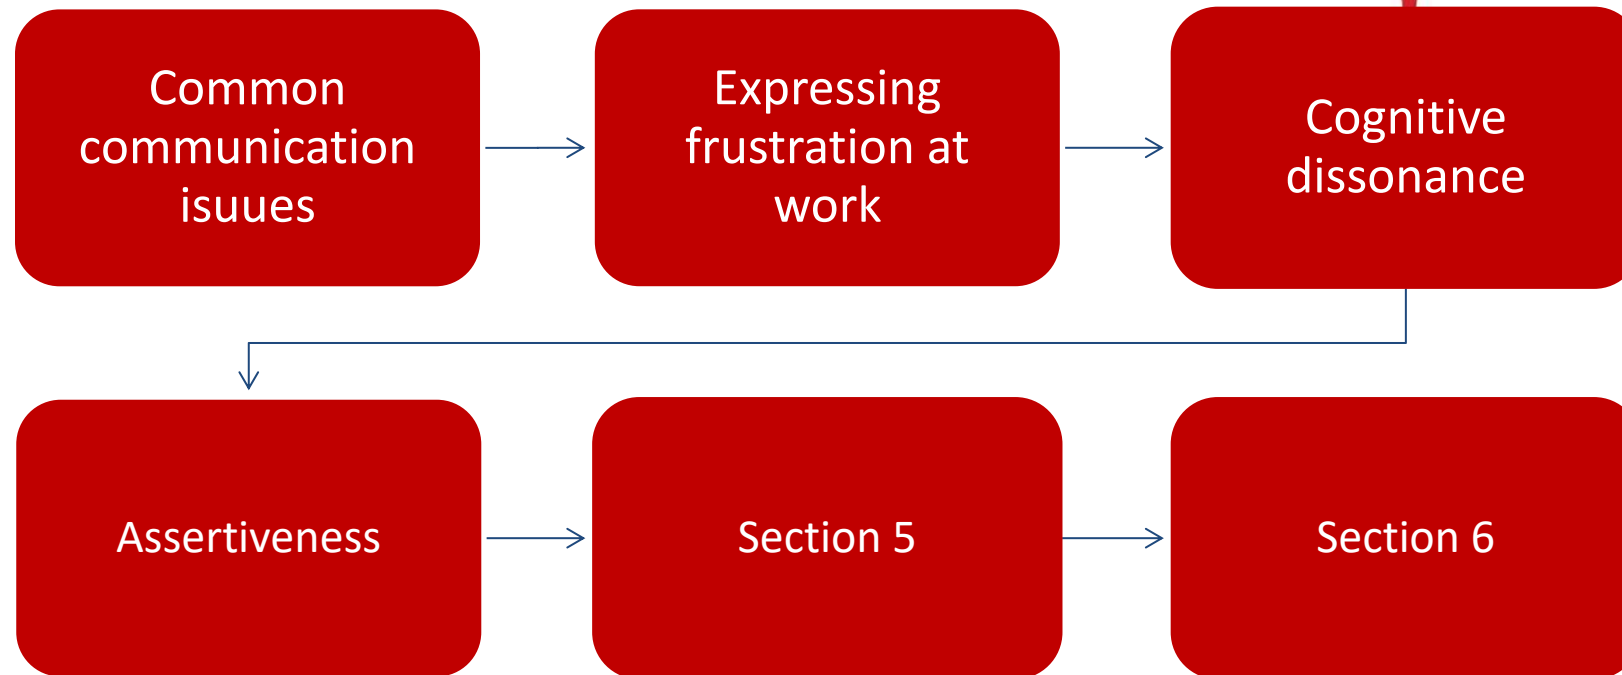 Common
communication
isuues
Expressing
frustration at
work
Cognitive
dissonance
Assertiveness
Section 5
Section 6